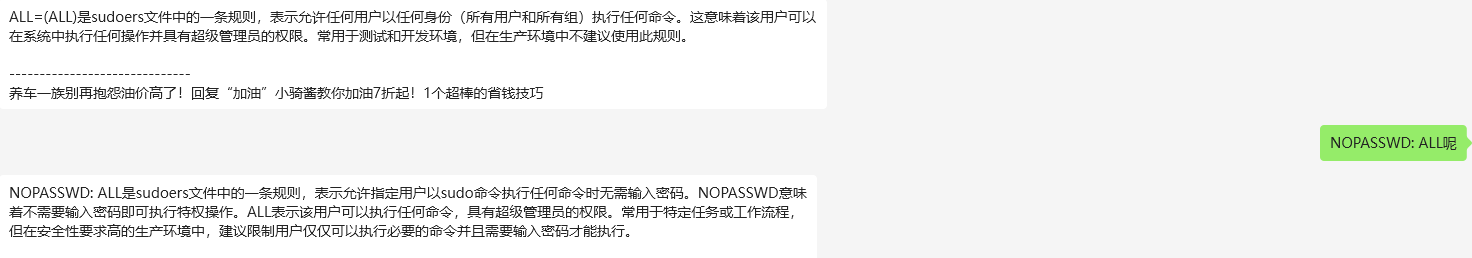 ALL=(ALL)是sudoers文件中的一条规则，表示允许任何用户以任何身份（所有用户和所有组）执行任何命令。这意味着该用户可以
在系统中执行任何操作并具有超级管理员的权限。常用于测试和开发环境，但在生产环境中不建议使用此规则。
------------------------------
养车一族别再抱怨油价高了！回复“加油”小骑酱教你加油7折起！1个超棒的省钱技巧
NOPASSWD: ALL呢
NOPASSWD: ALL是sudoers文件中的一条规则，表示允许指定用户以sudo命令执行任何命令时无需输入密码。NOPASSWD意味
着不需要输入密码即可执行特权操作。ALL表示该用户可以执行任何命令，具有超级管理员的权限。常用于特定任务或工作流程，
但在安全性要求高的生产环境中，建议限制用户仅仅可以执行必要的命令并且需要输入密码才能执行。